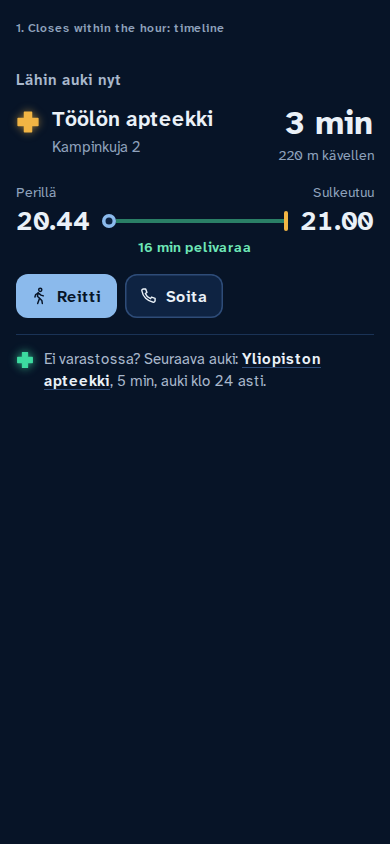 1. Closes within the hour: timeline
Lähin auki nyt
Töölön apteekki
3 min
Kampinkuja 2
220 m kävellen
Perillä
Sulkeutuu
20.44
21.00
16 min pelivaraa
Reitti
Soita
Ei varastossa? Seuraava auki: Yliopiston
apteekki, 5 min, auki klo 24 asti.